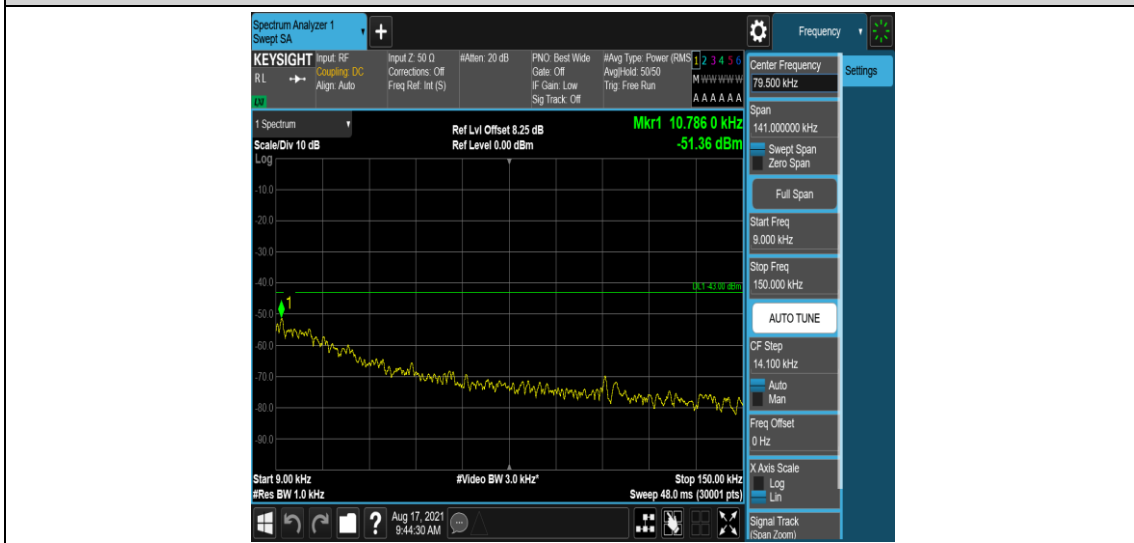 Spectrum Analyzer 1
Swept SA
+
Frequency
KEYSIGHT
RL
LXI
Input: RF
Coupling: DC
Align: Auto
Input Z: 50 Ω
Corrections: Off
Freq Ref: Int (S)
#Atten: 20 dB
PNO: Best Wide
Gate: Off
IF Gain: Low
Sig Track: Off
#Avg Type: Power (RMS
Avg|Hold: 50/50
Trig: Free Run
1 2 3 4 5 6
M W W W W W
A A A A A A
1 Spectrum
Scale/Div 10 dB
Ref Lvl Offset 8.25 dB
Ref Level 0.00 dBm
Mkr1 10.786 0 kHz
-51.36 dBm
Log
-10.0
-20.0
-30.0
-40.0
-50.0
-60.0
-70.0
-80.0
-90.0
DL1 -43.00 dBm
1
Start 9.00 kHz
#Res BW 1.0 kHz
#Video BW 3.0 kHz*
Stop 150.00 kHz
Sweep 48.0 ms (30001 pts)
Center Frequency
79.500 kHz
Settings
Span
141.000000 kHz
Swept Span
Zero Span
Full Span
Start Freq
9.000 kHz
Stop Freq
150.000 kHz
AUTO TUNE
CF Step
14.100 kHz
Auto
Man
Freq Offset
0 Hz
X Axis Scale
Log
Lin
Signal Track
(Span Zoom)
?
Aug 17, 2021
9:44:30 AM